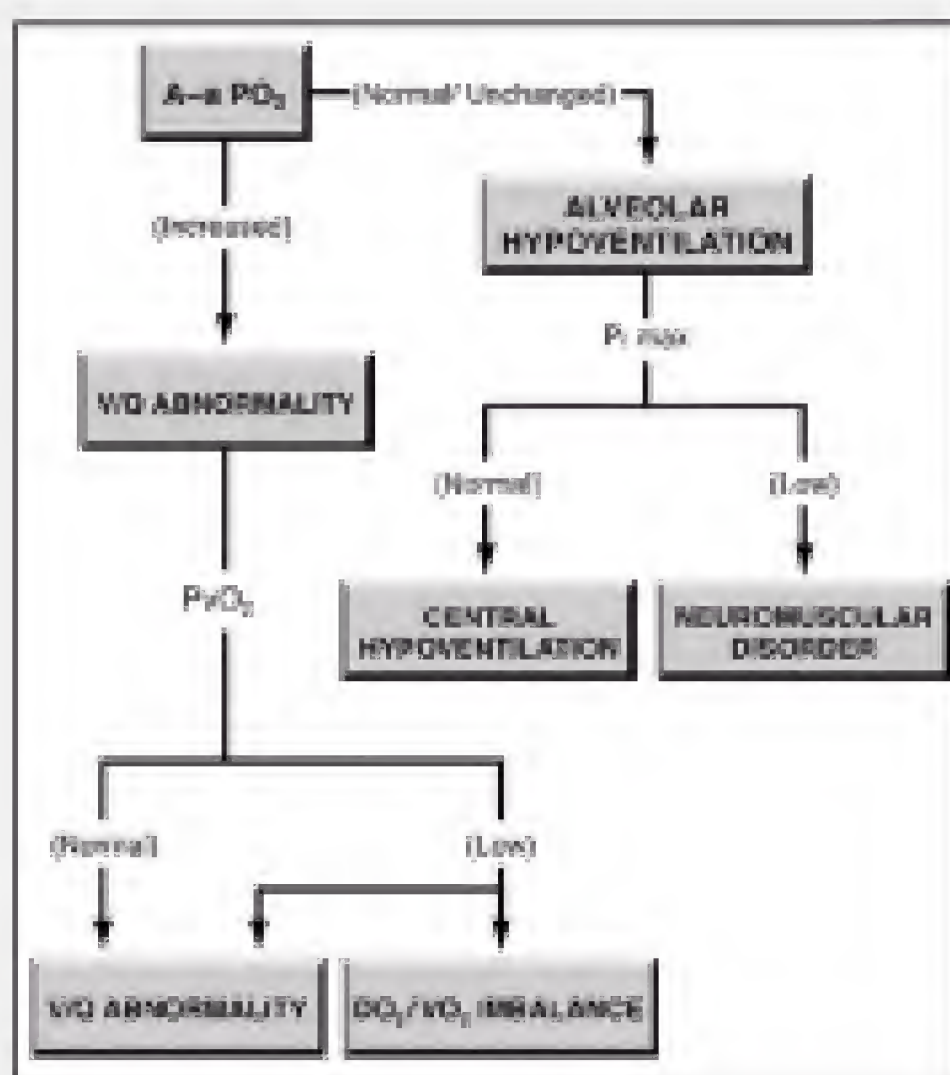 A–a PO₂
(Normal/ Unchanged)
(Increased)
ALVEOLAR
HYPOVENTILATION
PI max
V/Q ABNORMALITY
(Normal)
(Low)
PvO₂
CENTRAL
HYPOVENTILATION
NEUROMUSCULAR
DISORDER
(Normal)
(Low)
V/Q ABNORMALITY
DO₂/VO₂ IMBALANCE